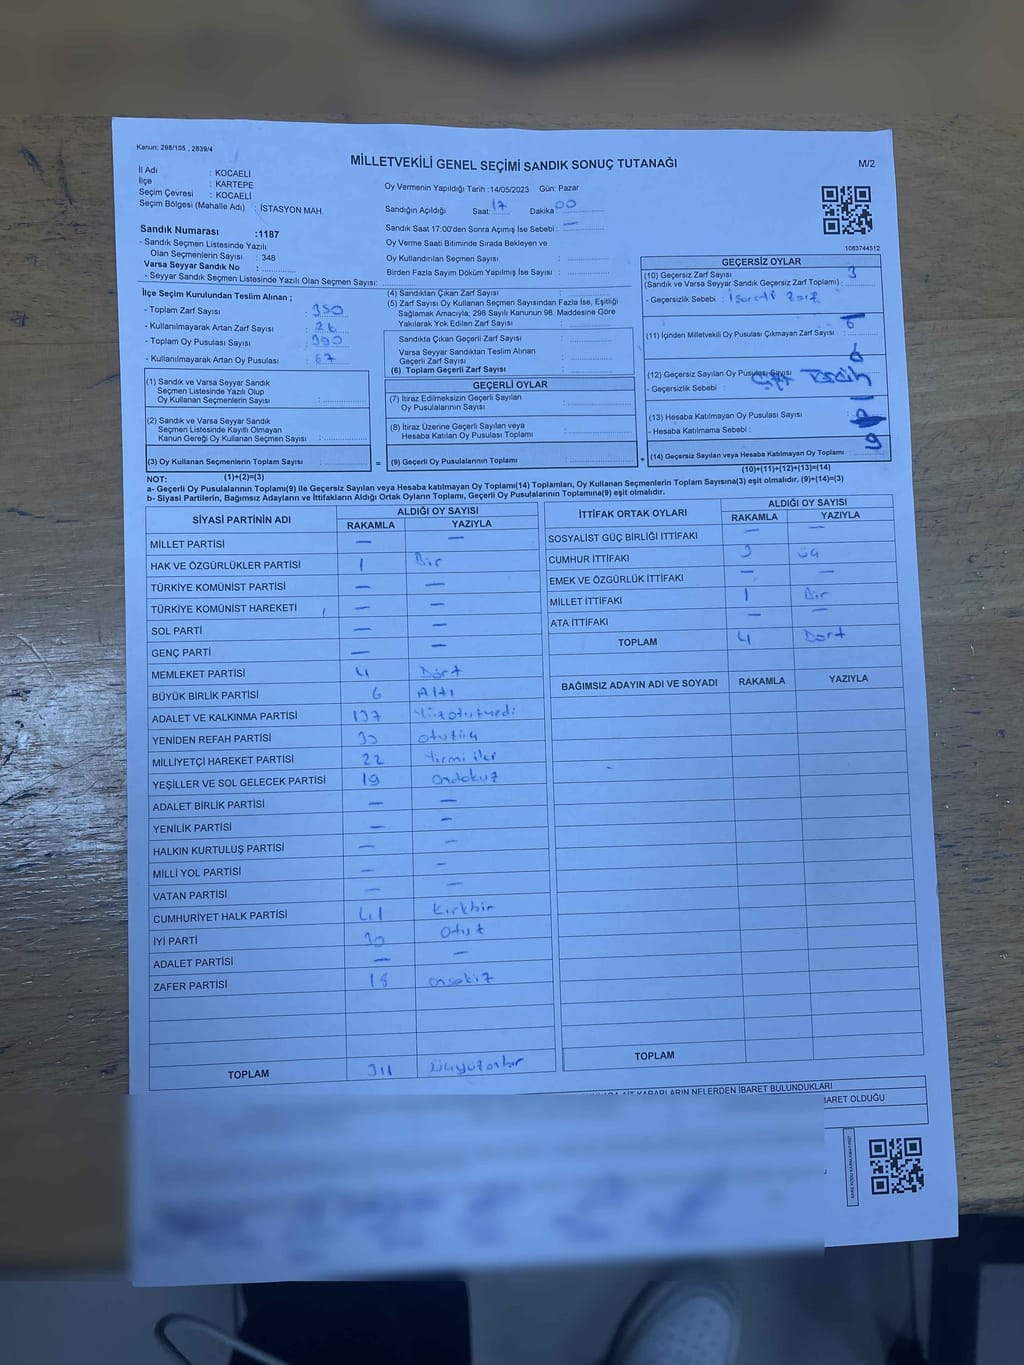 Kanun: 298/105 , 2839/4
MİLLETVEKİLİ GENEL SEÇİMİ SANDIK SONUÇ TUTANAĞI
M/2
İl Adı : KOCAELİ
İlçe : KARTEPE
Seçim Çevresi : KOCAELİ
Seçim Bölgesi (Mahalle Adı) : İSTASYON MAH.
Oy Vermenin Yapıldığı Tarih :14/05/2023 Gün: Pazar
Sandığın Açıldığı Saat: 17 Dakika 00
Sandık Saat 17:00'den Sonra Açımış İse Sebebi : —
Oy Verme Saati Bitiminde Sırada Bekleyen ve
Oy Kullandırılan Seçmen Sayısı :
Birden Fazla Sayım Döküm Yapılmış İse Sayısı :
1083744512
Sandık Numarası :1187
- Sandık Seçmen Listesinde Yazılı
Olan Seçmenlerin Sayısı : 348
Varsa Seyyar Sandık No :
- Seyyar Sandık Seçmen Listesinde Yazılı Olan Seçmen Sayısı:
İlçe Seçim Kurulundan Teslim Alınan ;
- Toplam Zarf Sayısı : 350
- Kullanılmayarak Artan Zarf Sayısı : 26
- Toplam Oy Pusulası Sayısı : 390
- Kullanılmayarak Artan Oy Pusulası : 67
(1) Sandık ve Varsa Seyyar Sandık
Seçmen Listesinde Yazılı Olup
Oy Kullanan Seçmenlerin Sayısı :
(2) Sandık ve Varsa Seyyar Sandık
Seçmen Listesinde Kayıtlı Olmayan
Kanun Gereği Oy Kullanan Seçmen Sayısı :
(3) Oy Kullanan Seçmenlerin Toplam Sayısı :
(4) Sandıktan Çıkan Zarf Sayısı :
(5) Zarf Sayısı Oy Kullanan Seçmen Sayısından Fazla İse, Eşitliği
Sağlamak Amacıyla; 298 Sayılı Kanunun 98. Maddesine Göre
Yakılarak Yok Edilen Zarf Sayısı :
Sandıkta Çıkan Geçerli Zarf Sayısı :
Varsa Seyyar Sandıktan Teslim Alınan
Geçerli Zarf Sayısı :
(6) Toplam Geçerli Zarf Sayısı :
GEÇERLİ OYLAR
(7) İtiraz Edilmeksizin Geçerli Sayılan
Oy Pusulalarının Sayısı :
(8) İtiraz Üzerine Geçerli Sayılan veya
Hesaba Katılan Oy Pusulası Toplamı :
= (9) Geçerli Oy Pusulalarının Toplamı :
GEÇERSİZ OYLAR
(10) Geçersiz Zarf Sayısı 3
(Sandık ve Varsa Seyyar Sandık Geçersiz Zarf Toplamı) :
- Geçersizlik Sebebi : İşaretli Zarf
(11) İçinden Milletvekili Oy Pusulası Çıkmayan Zarf Sayısı :
(12) Geçersiz Sayılan Oy Pusulası Sayısı 6
- Geçersizlik Sebebi : Çift Tercih
(13) Hesaba Katılmayan Oy Pusulası Sayısı
- Hesaba Katılmama Sebebi :
+ (14) Geçersiz Sayılan veya Hesaba Katılmayan Oy Toplamı : 9
NOT: (1)+(2)=(3)
(10)+(11)+(12)+(13)=(14)
a- Geçerli Oy Pusulalarının Toplamı(9) ile Geçersiz Sayılan veya Hesaba katılmayan Oy Toplamı(14) Toplamları, Oy Kullanan Seçmenlerin Toplam Sayısına(3) eşit olmalıdır. (9)+(14)=(3)
b- Siyasi Partilerin, Bağımsız Adayların ve İttifakların Aldığı Ortak Oyların Toplamı, Geçerli Oy Pusulalarının Toplamına(9) eşit olmalıdır.
SİYASİ PARTİNİN ADI ALDIĞI OY SAYISI
RAKAMLA YAZIYLA
MİLLET PARTİSİ — —
HAK VE ÖZGÜRLÜKLER PARTİSİ 1 Bir
TÜRKİYE KOMÜNİST PARTİSİ — —
TÜRKİYE KOMÜNİST HAREKETİ — —
SOL PARTİ — —
GENÇ PARTİ — —
MEMLEKET PARTİSİ 4 Dört
BÜYÜK BİRLİK PARTİSİ 6 Altı
ADALET VE KALKINMA PARTİSİ 137 Yüzotuzyedi
YENİDEN REFAH PARTİSİ 33 otuzüç
MİLLİYETÇİ HAREKET PARTİSİ 22 Yirmi iki
YEŞİLLER VE SOL GELECEK PARTİSİ 19 ondokuz
ADALET BİRLİK PARTİSİ — —
YENİLİK PARTİSİ — —
HALKIN KURTULUŞ PARTİSİ — —
MİLLİ YOL PARTİSİ — —
VATAN PARTİSİ — —
CUMHURİYET HALK PARTİSİ 41 Kırkbir
İYİ PARTİ 30 Otuz
ADALET PARTİSİ — —
ZAFER PARTİSİ 18 onsekiz
TOPLAM 311 üçyüzonbir
İTTİFAK ORTAK OYLARI ALDIĞI OY SAYISI
RAKAMLA YAZIYLA
SOSYALİST GÜÇ BİRLİĞİ İTTİFAKI — —
CUMHUR İTTİFAKI 3 üç
EMEK VE ÖZGÜRLÜK İTTİFAKI — —
MİLLET İTTİFAKI 1 Bir
ATA İTTİFAKI — —
TOPLAM 4 Dört
BAĞIMSIZ ADAYIN ADI VE SOYADI RAKAMLA YAZIYLA
TOPLAM
KARARLARIN NELERDEN İBARET BULUNDUKLARI
BARET OLDUĞU